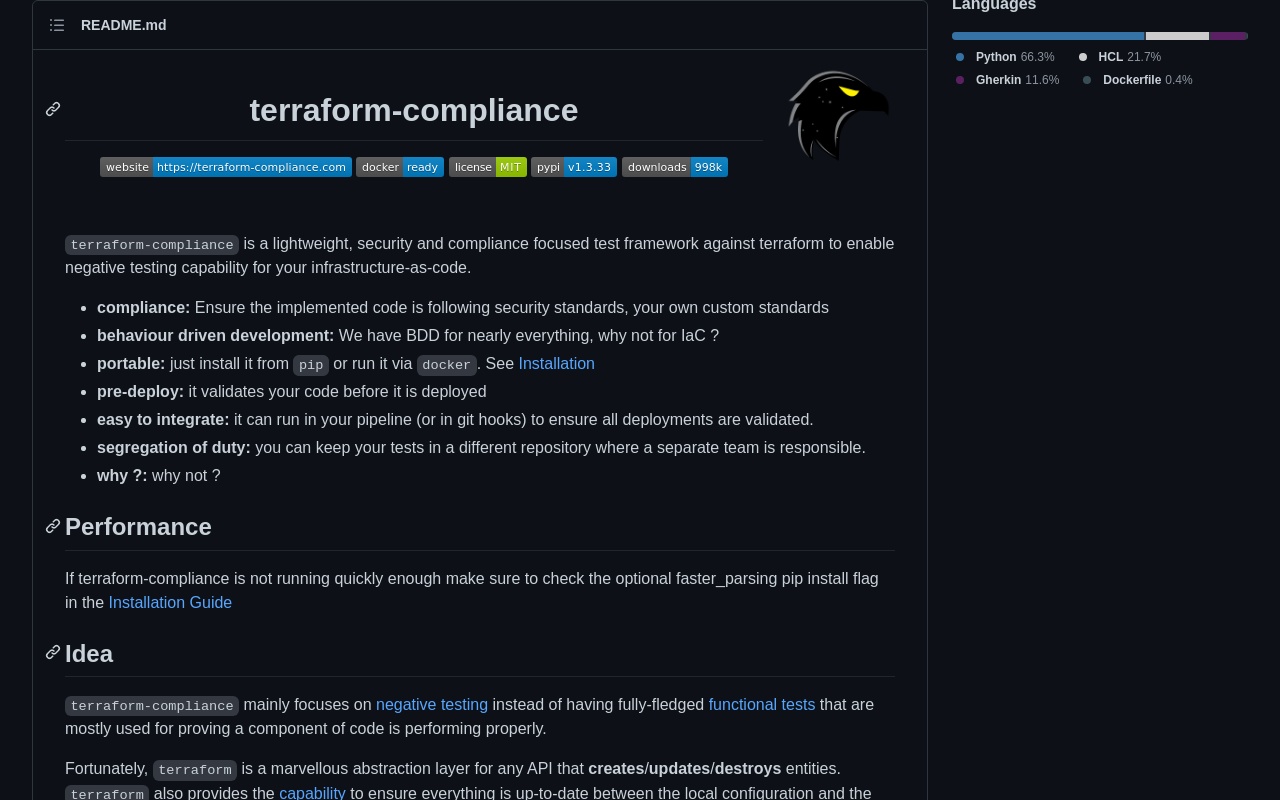 README.md
terraform-compliance
website https://terraform-compliance.com docker ready license MIT pypi v1.3.33 downloads 998k
terraform-compliance is a lightweight, security and compliance focused test framework against terraform to enable
negative testing capability for your infrastructure-as-code.
compliance: Ensure the implemented code is following security standards, your own custom standards
behaviour driven development: We have BDD for nearly everything, why not for IaC ?
portable: just install it from pip or run it via docker. See Installation
pre-deploy: it validates your code before it is deployed
easy to integrate: it can run in your pipeline (or in git hooks) to ensure all deployments are validated.
segregation of duty: you can keep your tests in a different repository where a separate team is responsible.
why ?: why not ?
Performance
If terraform-compliance is not running quickly enough make sure to check the optional faster_parsing pip install flag
in the Installation Guide
Idea
terraform-compliance mainly focuses on negative testing instead of having fully-fledged functional tests that are
mostly used for proving a component of code is performing properly.
Fortunately, terraform is a marvellous abstraction layer for any API that creates/updates/destroys entities.
terraform also provides the capability to ensure everything is up-to-date between the local configuration and the
Languages
Python 66.3% HCL 21.7%
Gherkin 11.6% Dockerfile 0.4%